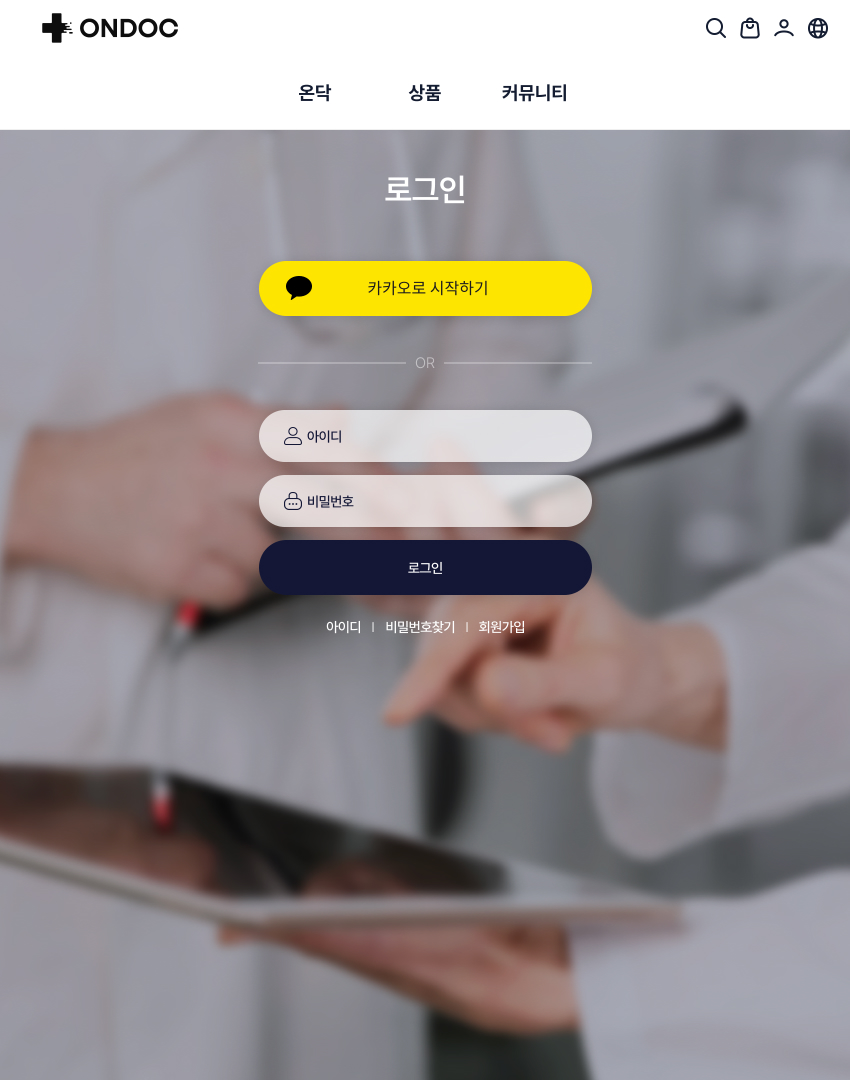 ONDOC
온닥 상품 커뮤니티
로그인
카카오로 시작하기
OR
아이디
비밀번호
로그인
아이디 | 비밀번호찾기 | 회원가입